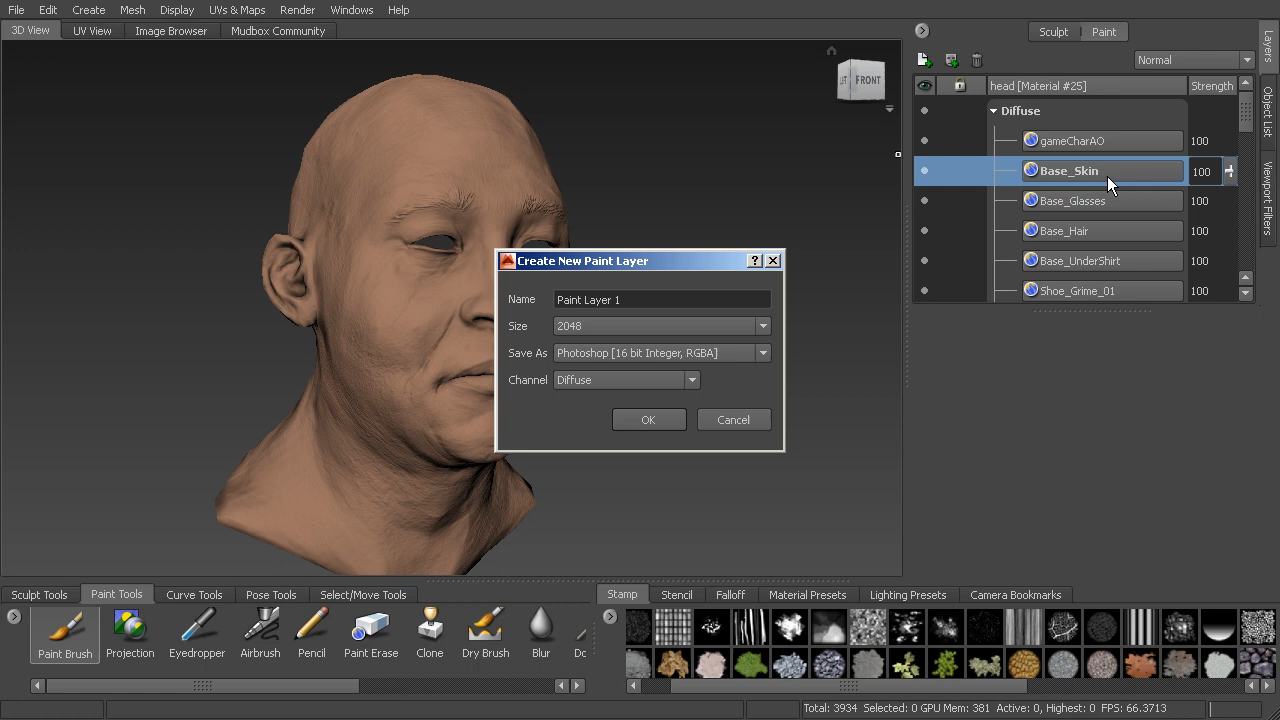 File Edit Create Mesh Display UVs & Maps Render Windows Help
3D View UV View Image Browser Mudbox Community
Sculpt Paint
Normal
head [Material #25] Strength
Diffuse
gameCharAO 100
Base_Skin 100
Base_Glasses 100
Base_Hair 100
Base_UnderShirt 100
Shoe_Grime_01 100
Layers
Object List
Viewport Filters
FRONT
Create New Paint Layer
Name Paint Layer 1
Size 2048
Save As Photoshop [16 bit Integer, RGBA]
Channel Diffuse
OK Cancel
Sculpt Tools Paint Tools Curve Tools Pose Tools Select/Move Tools
Paint Brush Projection Eyedropper Airbrush Pencil Paint Erase Clone Dry Brush Blur
Stamp Stencil Falloff Material Presets Lighting Presets Camera Bookmarks
Total: 3934 Selected: 0 GPU Mem: 381 Active: 0, Highest: 0 FPS: 66.3713